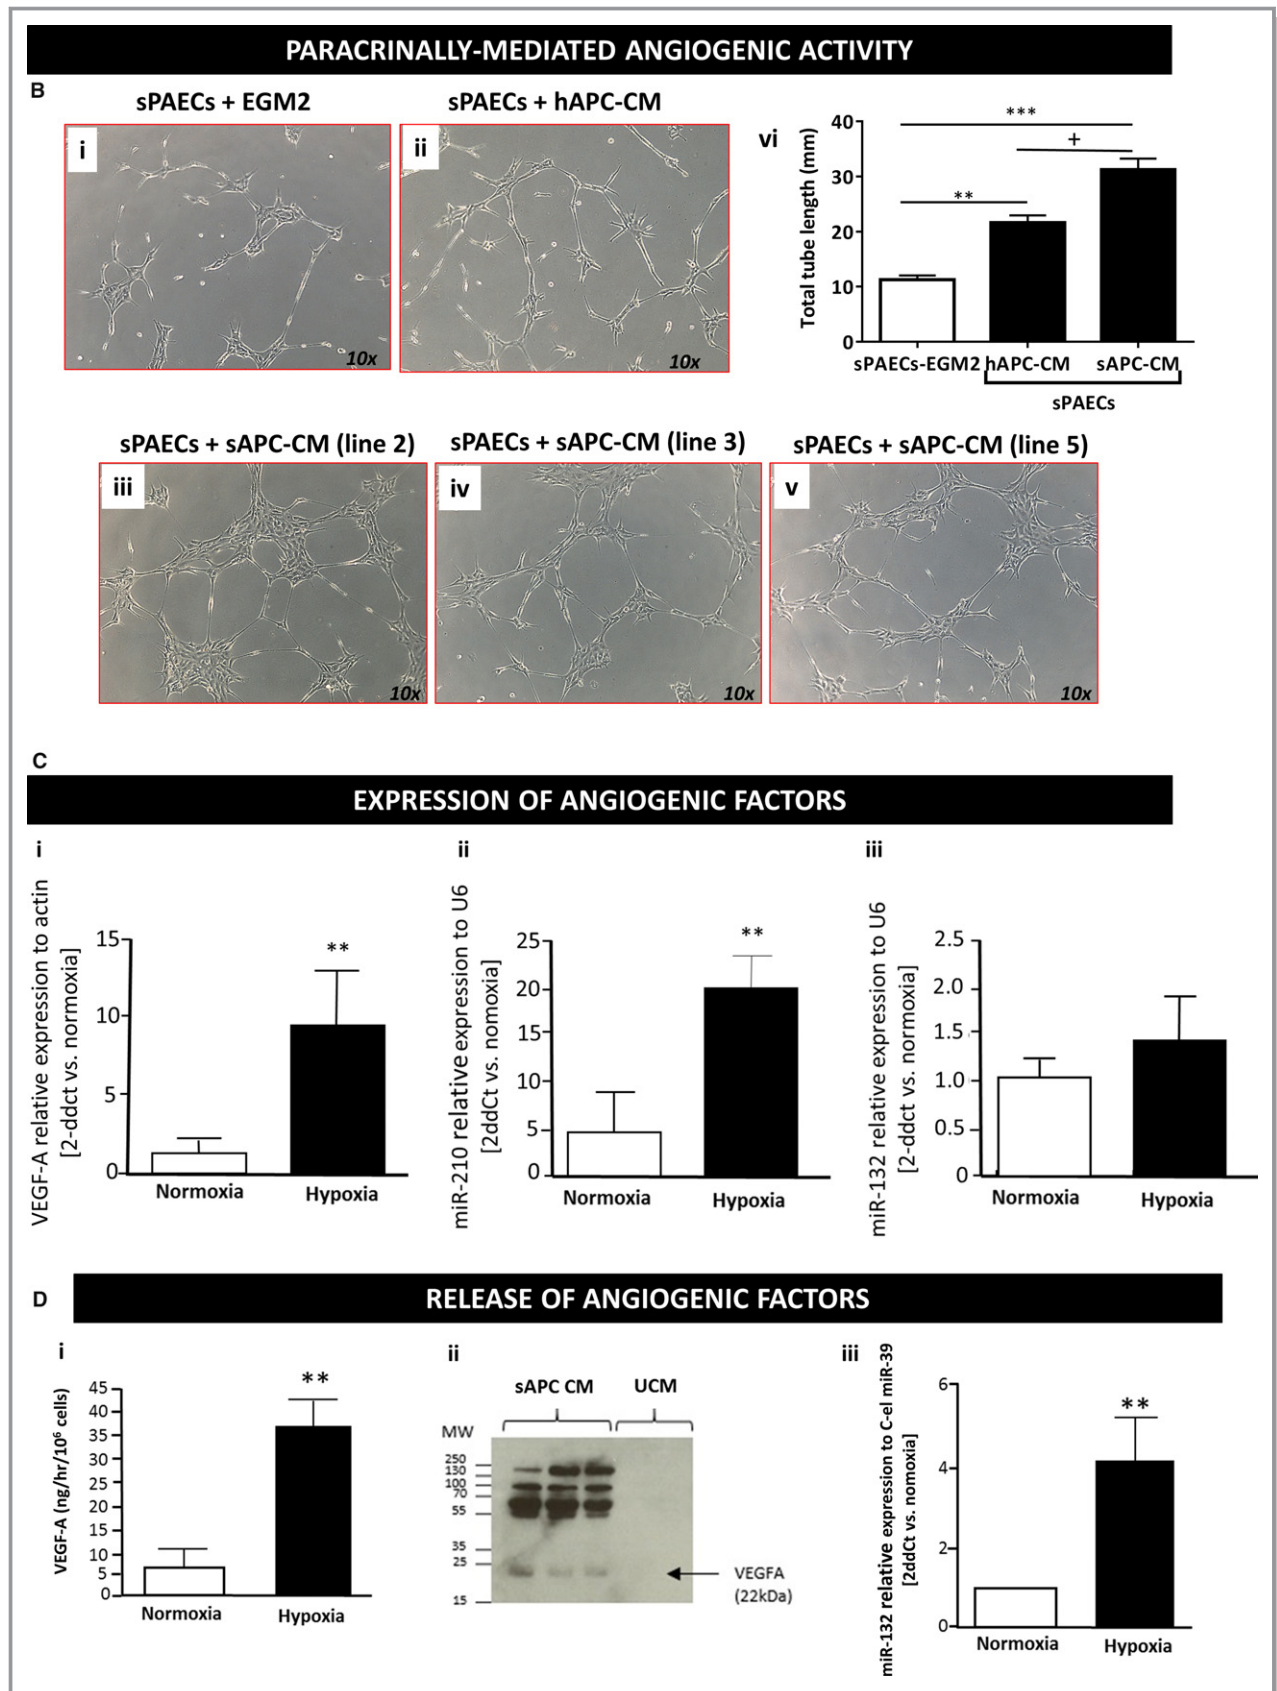 PARACRINALLY-MEDIATED ANGIOGENIC ACTIVITY
B
sPAECs + EGM2
sPAECs + hAPC-CM
i
10x
ii
10x
vi
Total tube length (mm)
40
30
20
10
0
***
+
**
sPAECs-EGM2
hAPC-CM
sAPC-CM
sPAECs
sPAECs + sAPC-CM (line 2)
sPAECs + sAPC-CM (line 3)
sPAECs + sAPC-CM (line 5)
iii
10x
iv
10x
v
10x
C
EXPRESSION OF ANGIOGENIC FACTORS
i
VEGF-A relative expression to actin
[2-ddct vs. normoxia]
15
10
5
0
**
Normoxia
Hypoxia
ii
miR-210 relative expression to U6
[2ddCt vs. nomoxia]
25
20
15
10
5
0
**
Normoxia
Hypoxia
iii
miR-132 relative expression to U6
[2-ddct vs. normoxia]
2.5
2.0
1.5
1.0
0.5
0
Normoxia
Hypoxia
D
RELEASE OF ANGIOGENIC FACTORS
i
VEGF-A (ng/hr/10⁶ cells)
45
40
35
30
25
20
15
10
5
0
**
Normoxia
Hypoxia
ii
sAPC CM
UCM
MW
250
130
100
70
55
35
25
15
VEGFA
(22kDa)
iii
miR-132 relative expression to C-el miR-39
[2ddCt vs. nomoxia]
6
4
2
0
**
Normoxia
Hypoxia